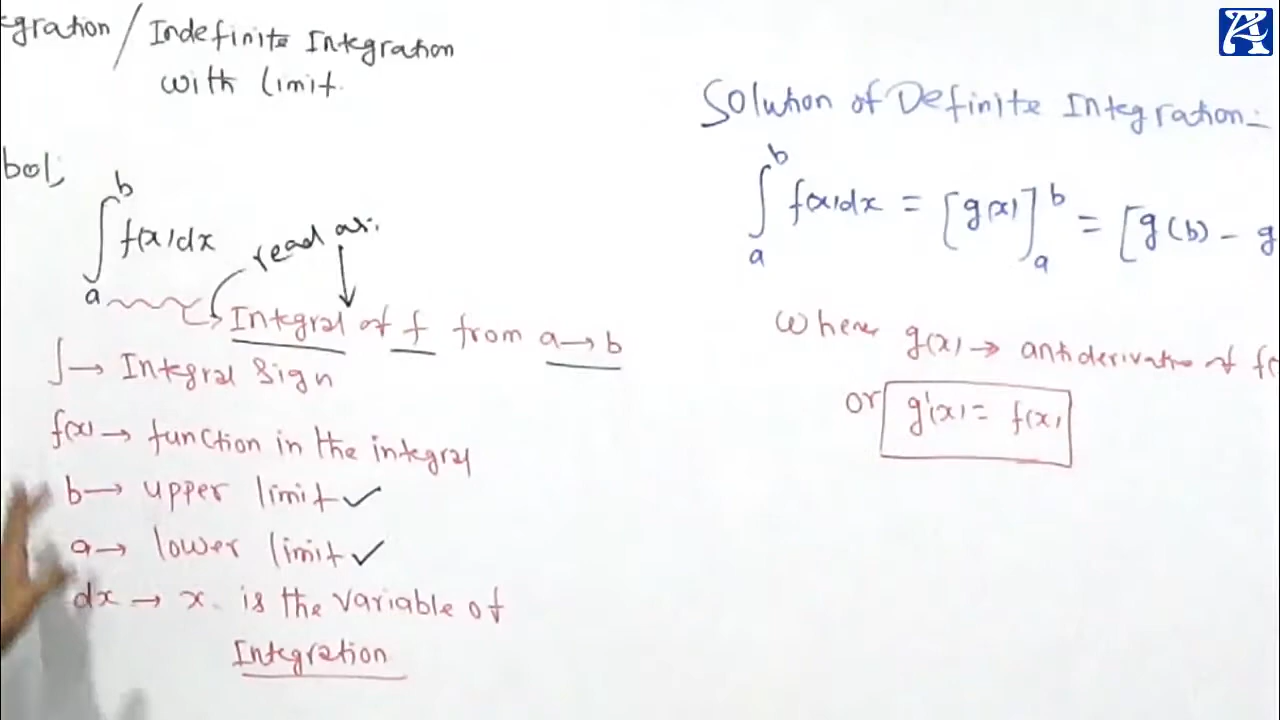 egration / Indefinite Integration
with limit.
bol:
∫ₐᵇ f(x)dx
read as:
Integral of f from a→b
∫→ Integral Sign
f(x) → function in the integral
b→ upper limit ✓
a→ lower limit ✓
dx → x is the variable of
Integration
Solution of Definite Integration:-
∫ₐᵇ f(x)dx = [g(x)]ₐᵇ = [g(b) - g
Where g(x) → antiderivative of f(
or g'(x) = f(x)